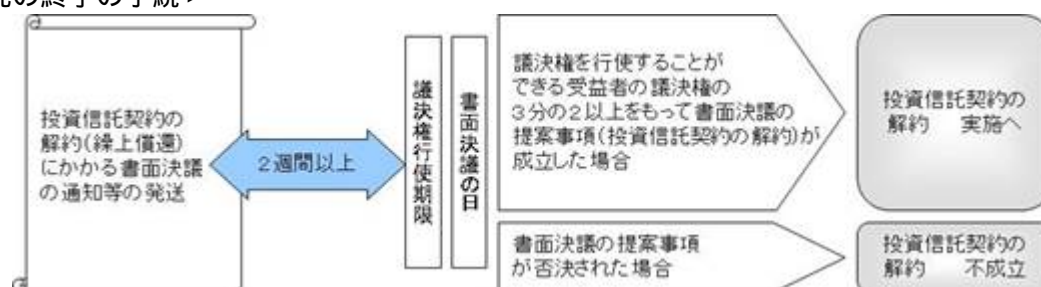 の終了の手続>
投資信託契約の
解約(繰上償還)
にかかる書面決議
の通知等の発送
2週間以上
議決権行使期限
書面決議の日
議決権を行使することが
できる受益者の議決権の
3分の2以上をもって書面決議の
提案事項(投資信託契約の解約)が
成立した場合
投資信託契約の
解約 実施へ
書面決議の提案事項
が否決された場合
投資信託契約の
解約 不成立